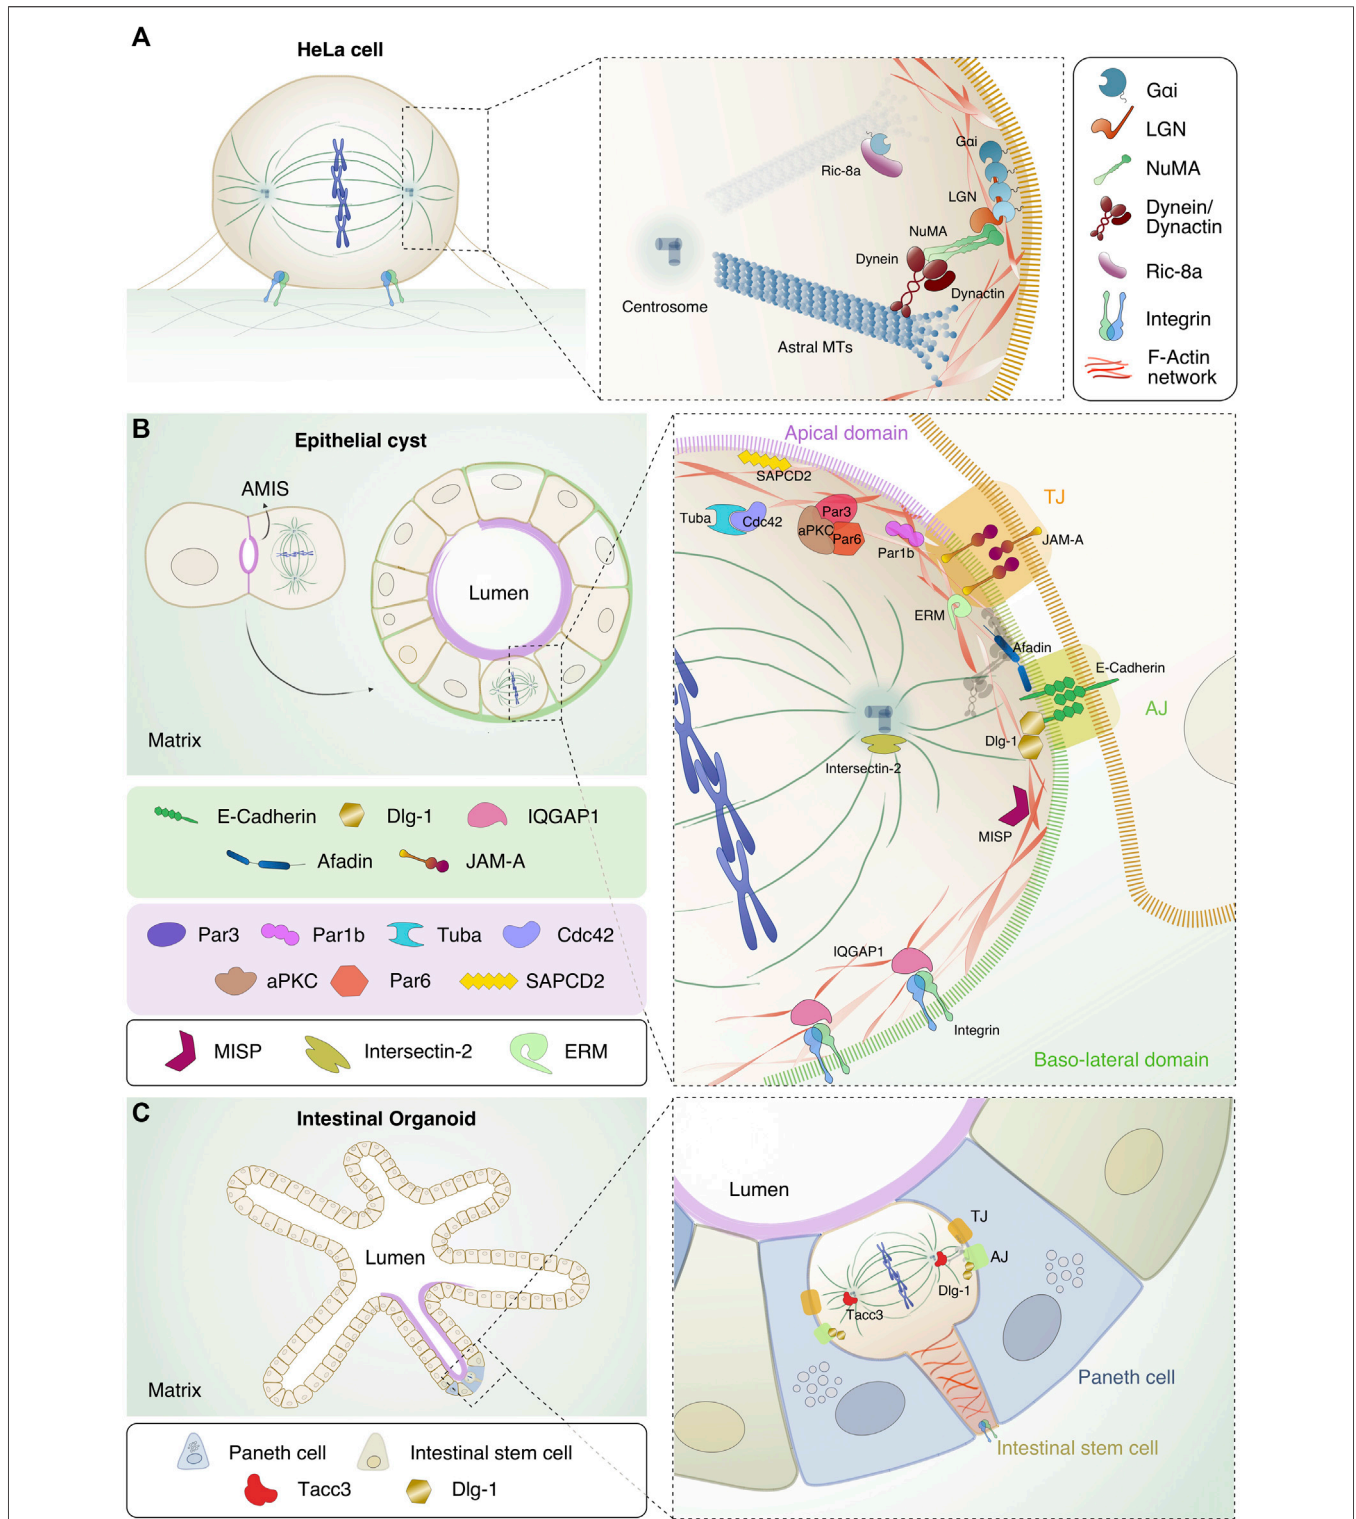 A
HeLa cell
Ric-8a
Gαi
LGN
NuMA
Dynein
Dynactin
Centrosome
Astral MTs
Gαi
LGN
NuMA
Dynein/
Dynactin
Ric-8a
Integrin
F-Actin
network
B
Epithelial cyst
AMIS
Lumen
Matrix
Apical domain
SAPCD2
Tuba
Cdc42
Par3
aPKC
Par6
Par1b
TJ
JAM-A
ERM
Afadin
E-Cadherin
AJ
Dlg-1
Intersectin-2
MISP
IQGAP1
Integrin
Baso-lateral domain
E-Cadherin
Dlg-1
IQGAP1
Afadin
JAM-A
Par3
Par1b
Tuba
Cdc42
aPKC
Par6
SAPCD2
MISP
Intersectin-2
ERM
C
Intestinal Organoid
Lumen
Matrix
Lumen
TJ
AJ
Dlg-1
Tacc3
Paneth cell
Intestinal stem cell
Paneth cell
Intestinal stem cell
Tacc3
Dlg-1